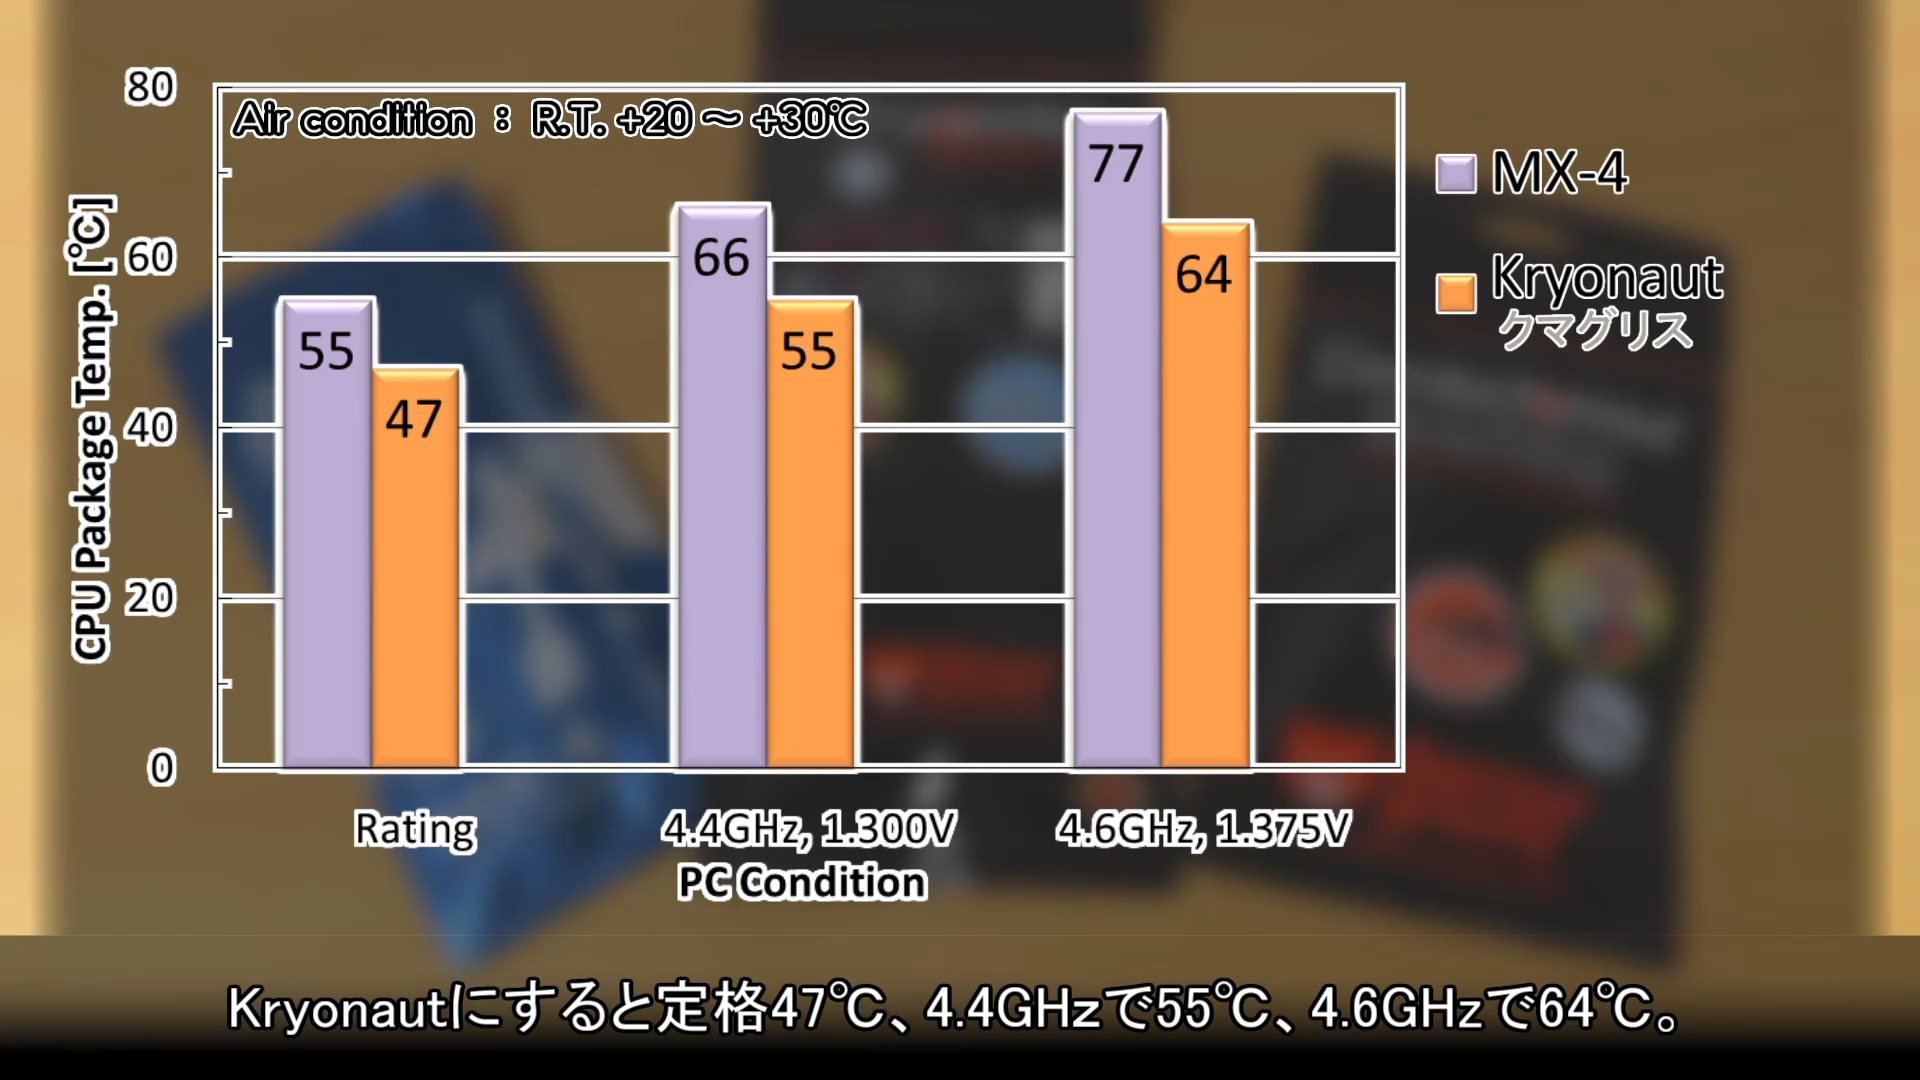 80
Air condition : R.T. +20 ～ +30℃
77
MX-4
CPU Package Temp. [℃]
60
66
64
Kryonaut
クマグリス
55
55
47
40
20
0
Rating
4.4GHz, 1.300V
4.6GHz, 1.375V
PC Condition
Kryonautにすると定格47℃、4.4GHzで55℃、4.6GHzで64℃。